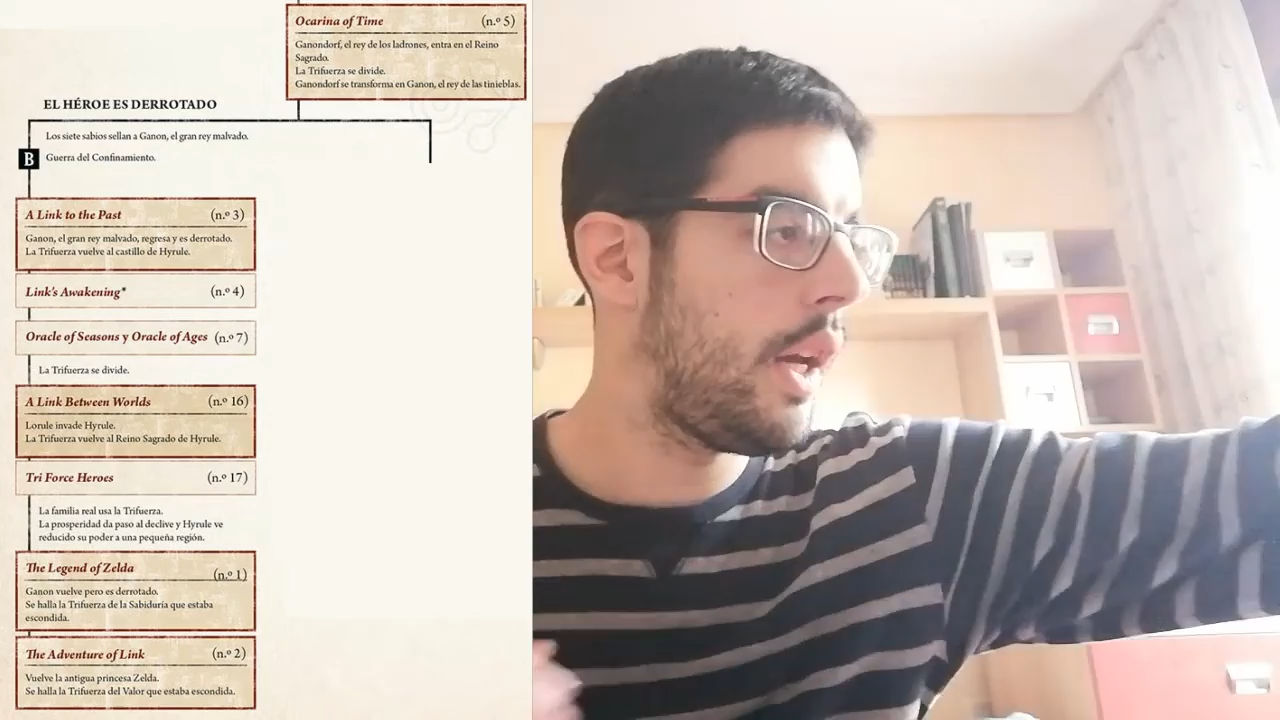 Ocarina of Time (n.º 5)
Ganondorf, el rey de los ladrones, entra en el Reino
Sagrado.
La Trifuerza se divide.
Ganondorf se transforma en Ganon, el rey de las tinieblas.
EL HÉROE ES DERROTADO
Los siete sabios sellan a Ganon, el gran rey malvado.
B Guerra del Confinamiento.
A Link to the Past (n.º 3)
Ganon, el gran rey malvado, regresa y es derrotado.
La Trifuerza vuelve al castillo de Hyrule.
Link's Awakening* (n.º 4)
Oracle of Seasons y Oracle of Ages (n.º 7)
La Trifuerza se divide.
A Link Between Worlds (n.º 16)
Lorule invade Hyrule.
La Trifuerza vuelve al Reino Sagrado de Hyrule.
Tri Force Heroes (n.º 17)
La familia real usa la Trifuerza.
La prosperidad da paso al declive y Hyrule ve
reducido su poder a una pequeña región.
The Legend of Zelda (n.º 1)
Ganon vuelve pero es derrotado.
Se halla la Trifuerza de la Sabiduría que estaba
escondida.
The Adventure of Link (n.º 2)
Vuelve la antigua princesa Zelda.
Se halla la Trifuerza del Valor que estaba escondida.